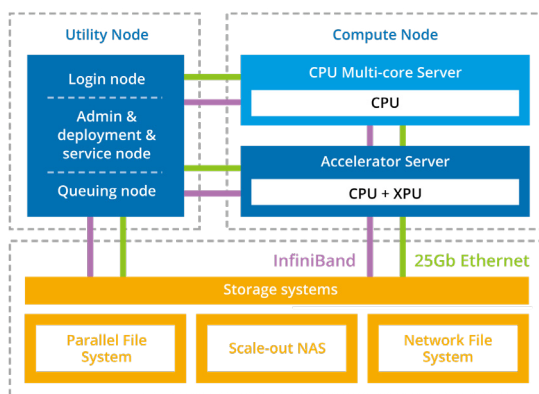 Utility Node
Compute Node
Login node
Admin &
deployment &
service node
Queuing node
CPU Multi-core Server
CPU
Accelerator Server
CPU + XPU
InfiniBand
25Gb Ethernet
Storage systems
Parallel File
System
Scale-out NAS
Network File
System